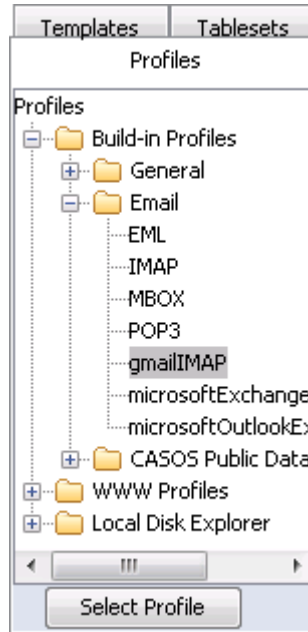 Templates Tablesets
Profiles
Profiles
Build-in Profiles
General
Email
EML
IMAP
MBOX
POP3
gmailIMAP
microsoftExchange
microsoftOutlookEx
CASOS Public Data
WWW Profiles
Local Disk Explorer
Select Profile